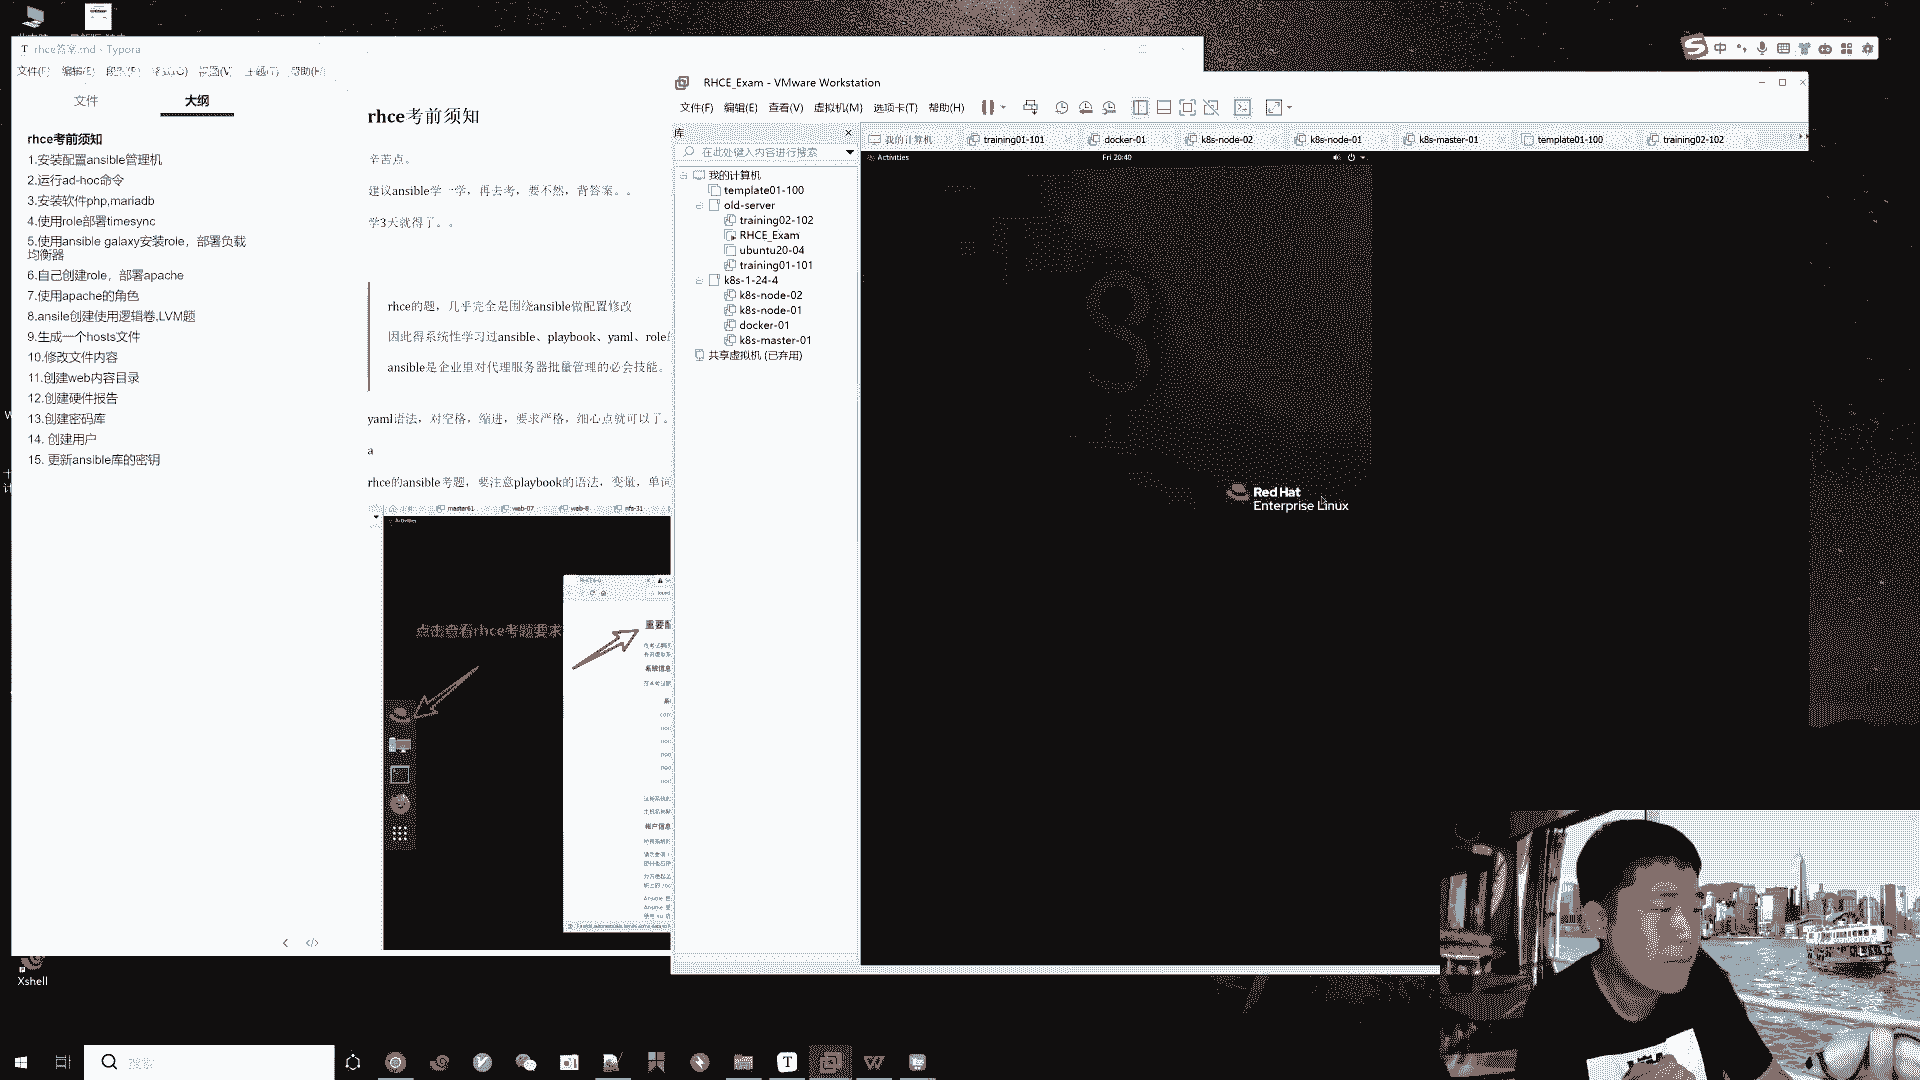 rhce答案.md - Typora
文件(F) 编辑(E) 段落(P) 格式(O) 视图(V) 主题(T) 帮助(H)
文件 大纲
rhce考前须知
1.安装配置ansible管理机
2.运行ad-hoc命令
3.安装软件php,mariadb
4.使用role部署timesync
5.使用ansible galaxy安装roie，部署负载
均衡器
6.自己创建role，部署apache
7.使用apache的角色
8.ansile创建使用逻辑卷,LVM题
9.生成一个hosts文件
10.修改文件内容
11.创建web内容目录
12.创建硬件报告
13.创建密码库
14. 创建用户
15. 更新ansible库的密钥
rhce考前须知
辛苦点。
建议ansible学一学，再去考，要不然，背答案。。
学3天就得了。。
rhce的题，几乎完全是围绕ansible做配置修改
因此得系统性学习过ansible、playbook、yaml、role
ansible是企业里对代理服务器批量管理的必会技能。
yaml语法，对空格，缩进，要求严格，细心点就可以了。
a
rhce的ansible考题，要注意playbook的语法，变量，单词
master61 web-07 web-8 nfs-31
Activities
点击查看rhce考题要求
重要配
系统信息
帐户信息
RHCE_Exam - VMware Workstation
文件(F) 编辑(E) 查看(V) 虚拟机(M) 选项卡(T) 帮助(H)
库
在此处键入内容进行搜索
我的计算机
template01-100
old-server
training02-102
RHCE_Exam
ubuntu20-04
training01-101
k8s-1-24-4
k8s-node-02
k8s-node-01
docker-01
k8s-master-01
共享虚拟机 (已弃用)
我的计算机 training01-101 docker-01 k8s-node-02 k8s-node-01 k8s-master-01 template01-100 training02-102
Activities Fri 20:40
Red Hat
Enterprise Linux
中
Xshell
搜索